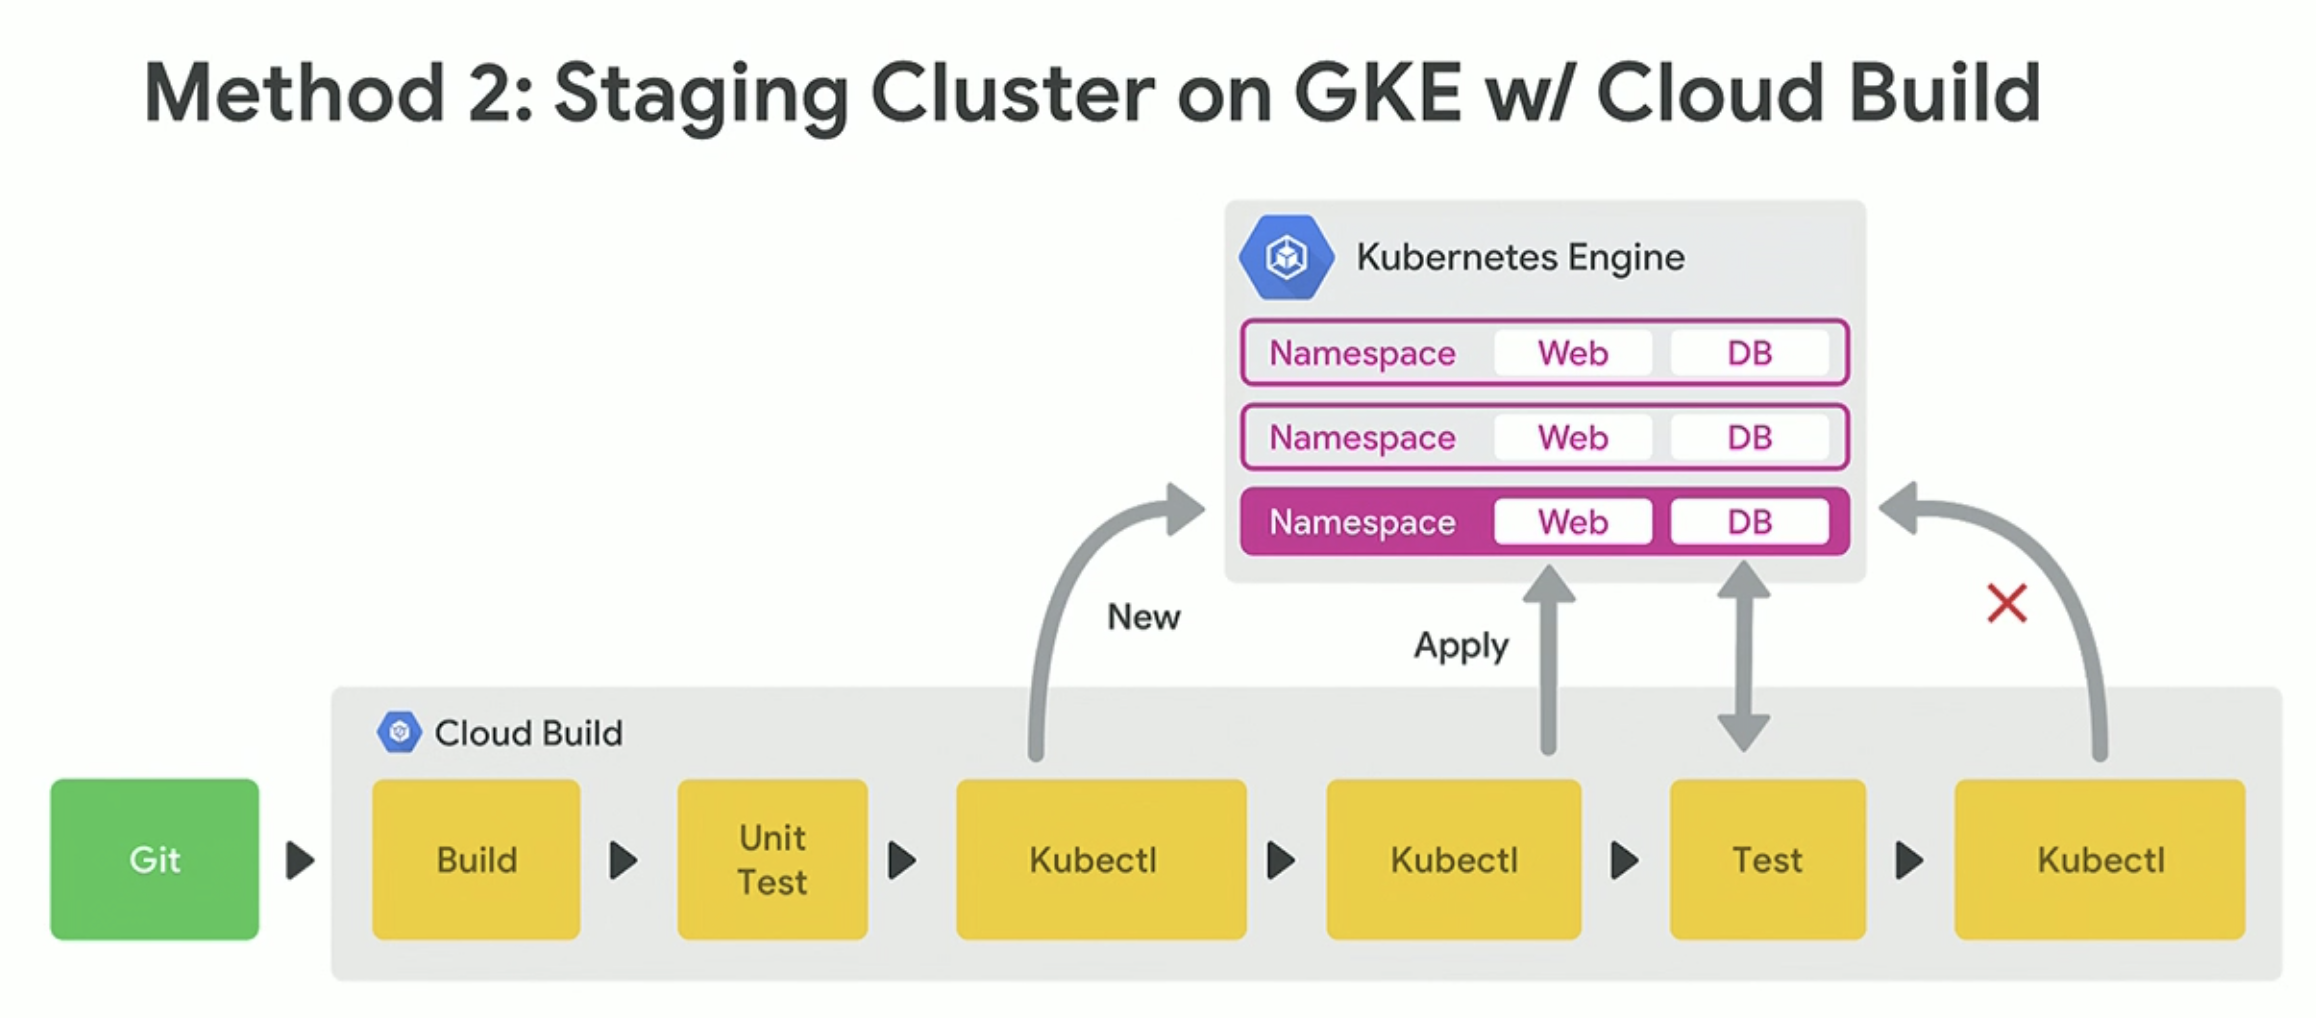 Method 2: Staging Cluster on GKE w/ Cloud Build
Kubernetes Engine
Namespace Web DB
Namespace Web DB
Namespace Web DB
New
Apply
Cloud Build
Git
Build
Unit
Test
Kubectl
Kubectl
Test
Kubectl